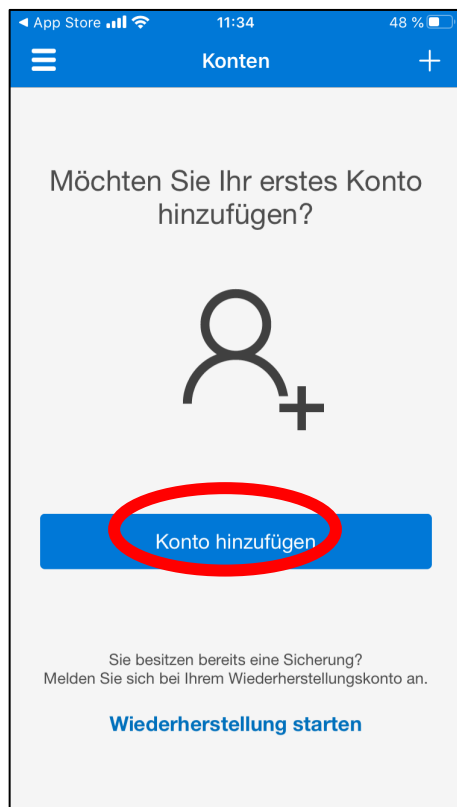 ◀ App Store 11:34 48 %
Konten
Möchten Sie Ihr erstes Konto
hinzufügen?
Konto hinzufügen
Sie besitzen bereits eine Sicherung?
Melden Sie sich bei Ihrem Wiederherstellungskonto an.
Wiederherstellung starten